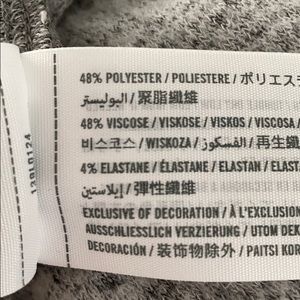 48% POLYESTER / POLIESTERE / ポリエステ
البوليستر / 聚脂纖維
48% VISCOSE / VISKOSE / VISKOS / VISCOSA /
비스코스 / WISKOZA / الفسكوز / 再生纖
4% ELASTANE / ÉLASTANE / ELASTAN / ELAST
إيلاستين / 彈性纖維
EXCLUSIVE OF DECORATION / À L'EXCLUSION
AUSSCHLIESSLICH VERZIERUNG / UTOM DEK
DECORACIÓN / 装飾物除外 / PAITSI KOR